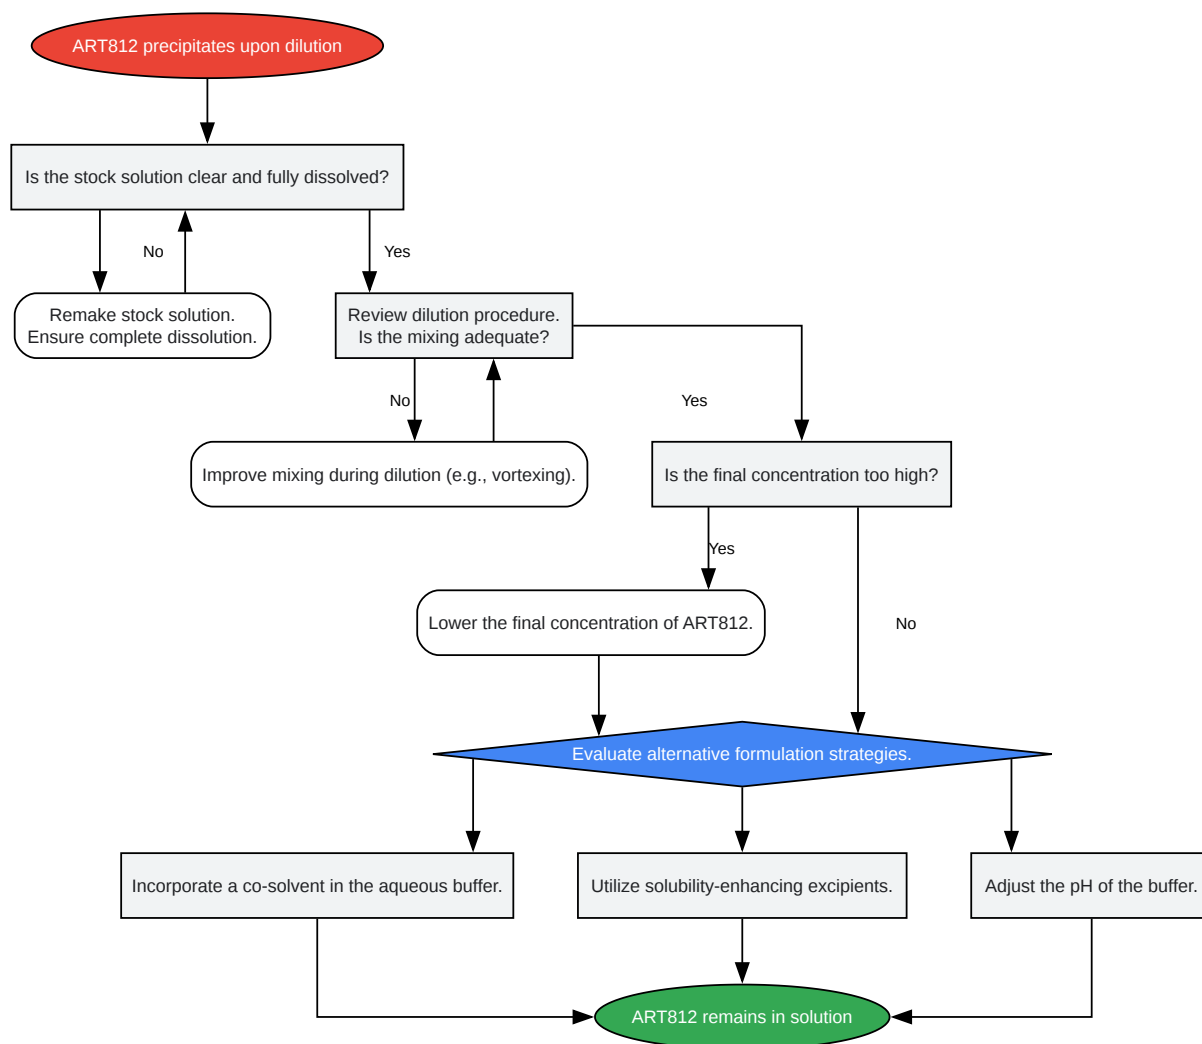 ART812 precipitates upon dilution
Is the stock solution clear and fully dissolved?
No
Yes
Remake stock solution.
Ensure complete dissolution.
Review dilution procedure.
Is the mixing adequate?
No
Yes
Improve mixing during dilution (e.g., vortexing).
Is the final concentration too high?
Yes
Lower the final concentration of ART812.
No
Evaluate alternative formulation strategies.
Incorporate a co-solvent in the aqueous buffer.
Utilize solubility-enhancing excipients.
Adjust the pH of the buffer.
ART812 remains in solution